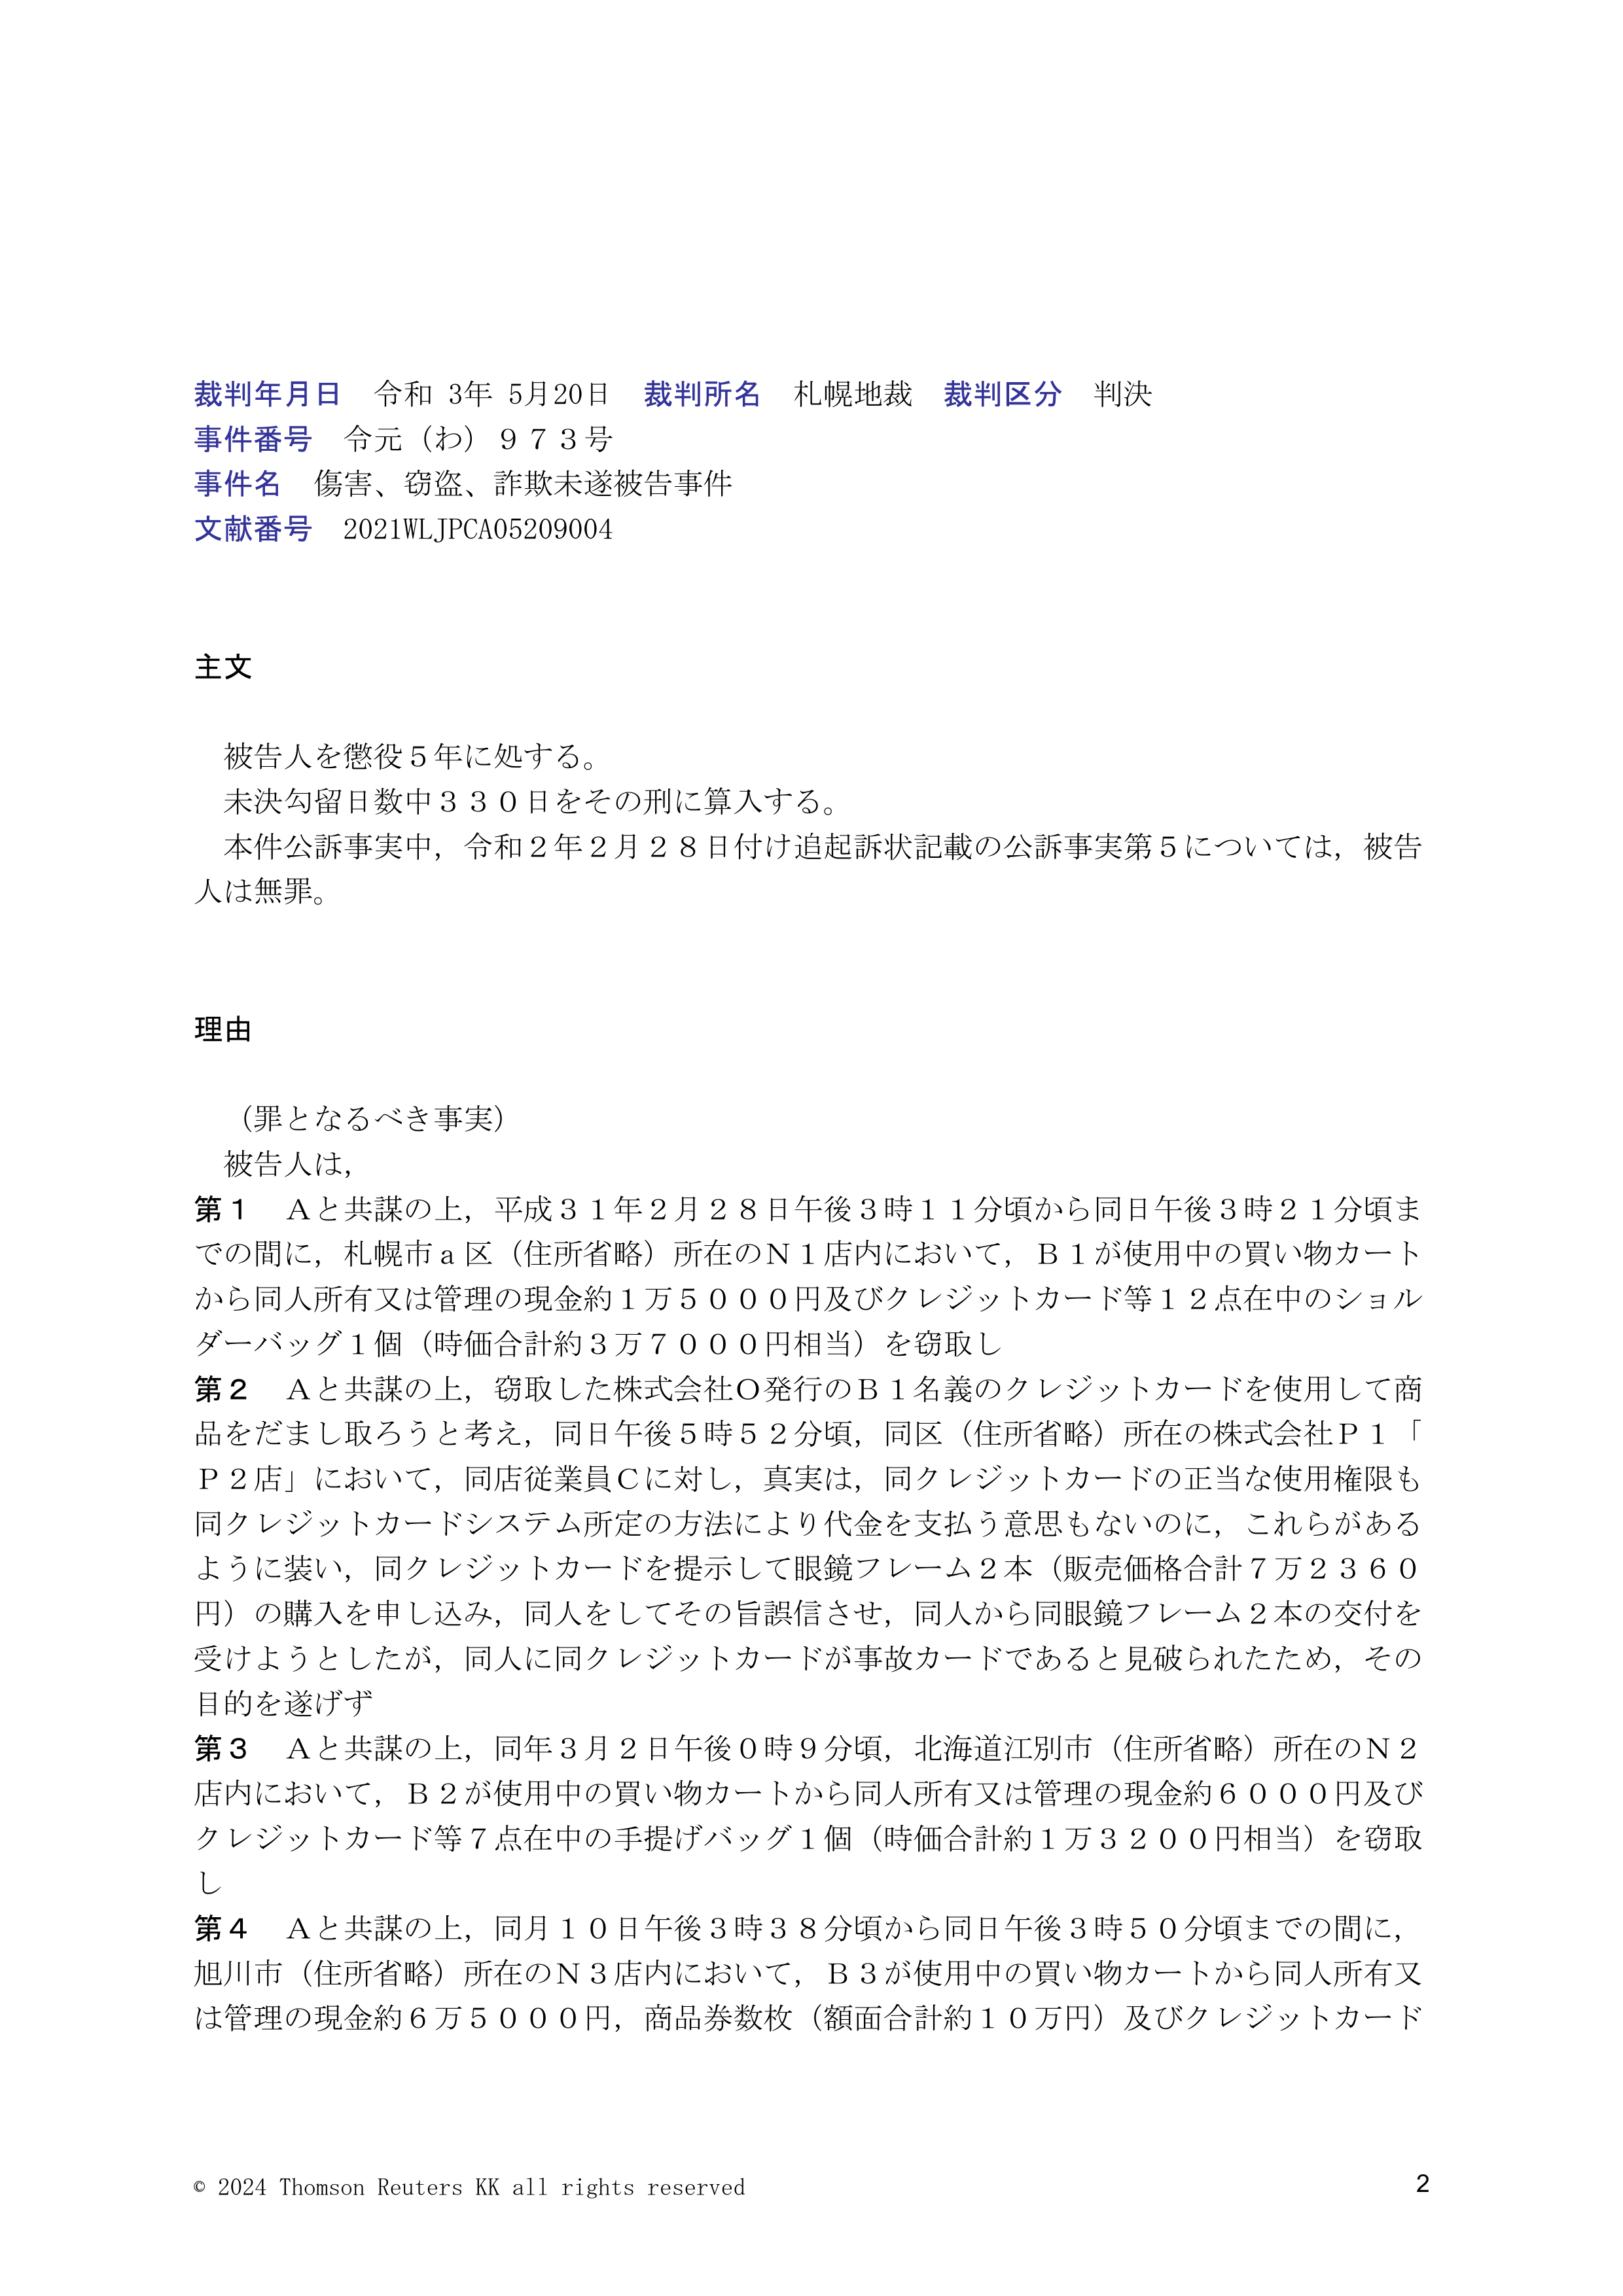 裁判年月日　令和 3年 5月20日　裁判所名　札幌地裁　裁判区分　判決
事件番号　令元（わ）９７３号
事件名　傷害、窃盗、詐欺未遂被告事件
文献番号　2021WLJPCA05209004
主文
　被告人を懲役５年に処する。
　未決勾留日数中３３０日をその刑に算入する。
　本件公訴事実中，令和２年２月２８日付け追起訴状記載の公訴事実第５については，被告
人は無罪。
理由
　（罪となるべき事実）
　被告人は，
第１　Ａと共謀の上，平成３１年２月２８日午後３時１１分頃から同日午後３時２１分頃ま
での間に，札幌市ａ区（住所省略）所在のＮ１店内において，Ｂ１が使用中の買い物カート
から同人所有又は管理の現金約１万５０００円及びクレジットカード等１２点在中のショル
ダーバッグ１個（時価合計約３万７０００円相当）を窃取し
第２　Ａと共謀の上，窃取した株式会社Ｏ発行のＢ１名義のクレジットカードを使用して商
品をだまし取ろうと考え，同日午後５時５２分頃，同区（住所省略）所在の株式会社Ｐ１「
Ｐ２店」において，同店従業員Ｃに対し，真実は，同クレジットカードの正当な使用権限も
同クレジットカードシステム所定の方法により代金を支払う意思もないのに，これらがある
ように装い，同クレジットカードを提示して眼鏡フレーム２本（販売価格合計７万２３６０
円）の購入を申し込み，同人をしてその旨誤信させ，同人から同眼鏡フレーム２本の交付を
受けようとしたが，同人に同クレジットカードが事故カードであると見破られたため，その
目的を遂げず
第３　Ａと共謀の上，同年３月２日午後０時９分頃，北海道江別市（住所省略）所在のＮ２
店内において，Ｂ２が使用中の買い物カートから同人所有又は管理の現金約６０００円及び
クレジットカード等７点在中の手提げバッグ１個（時価合計約１万３２００円相当）を窃取
し
第４　Ａと共謀の上，同月１０日午後３時３８分頃から同日午後３時５０分頃までの間に，
旭川市（住所省略）所在のＮ３店内において，Ｂ３が使用中の買い物カートから同人所有又
は管理の現金約６万５０００円，商品券数枚（額面合計約１０万円）及びクレジットカード
© 2024 Thomson Reuters KK all rights reserved
2